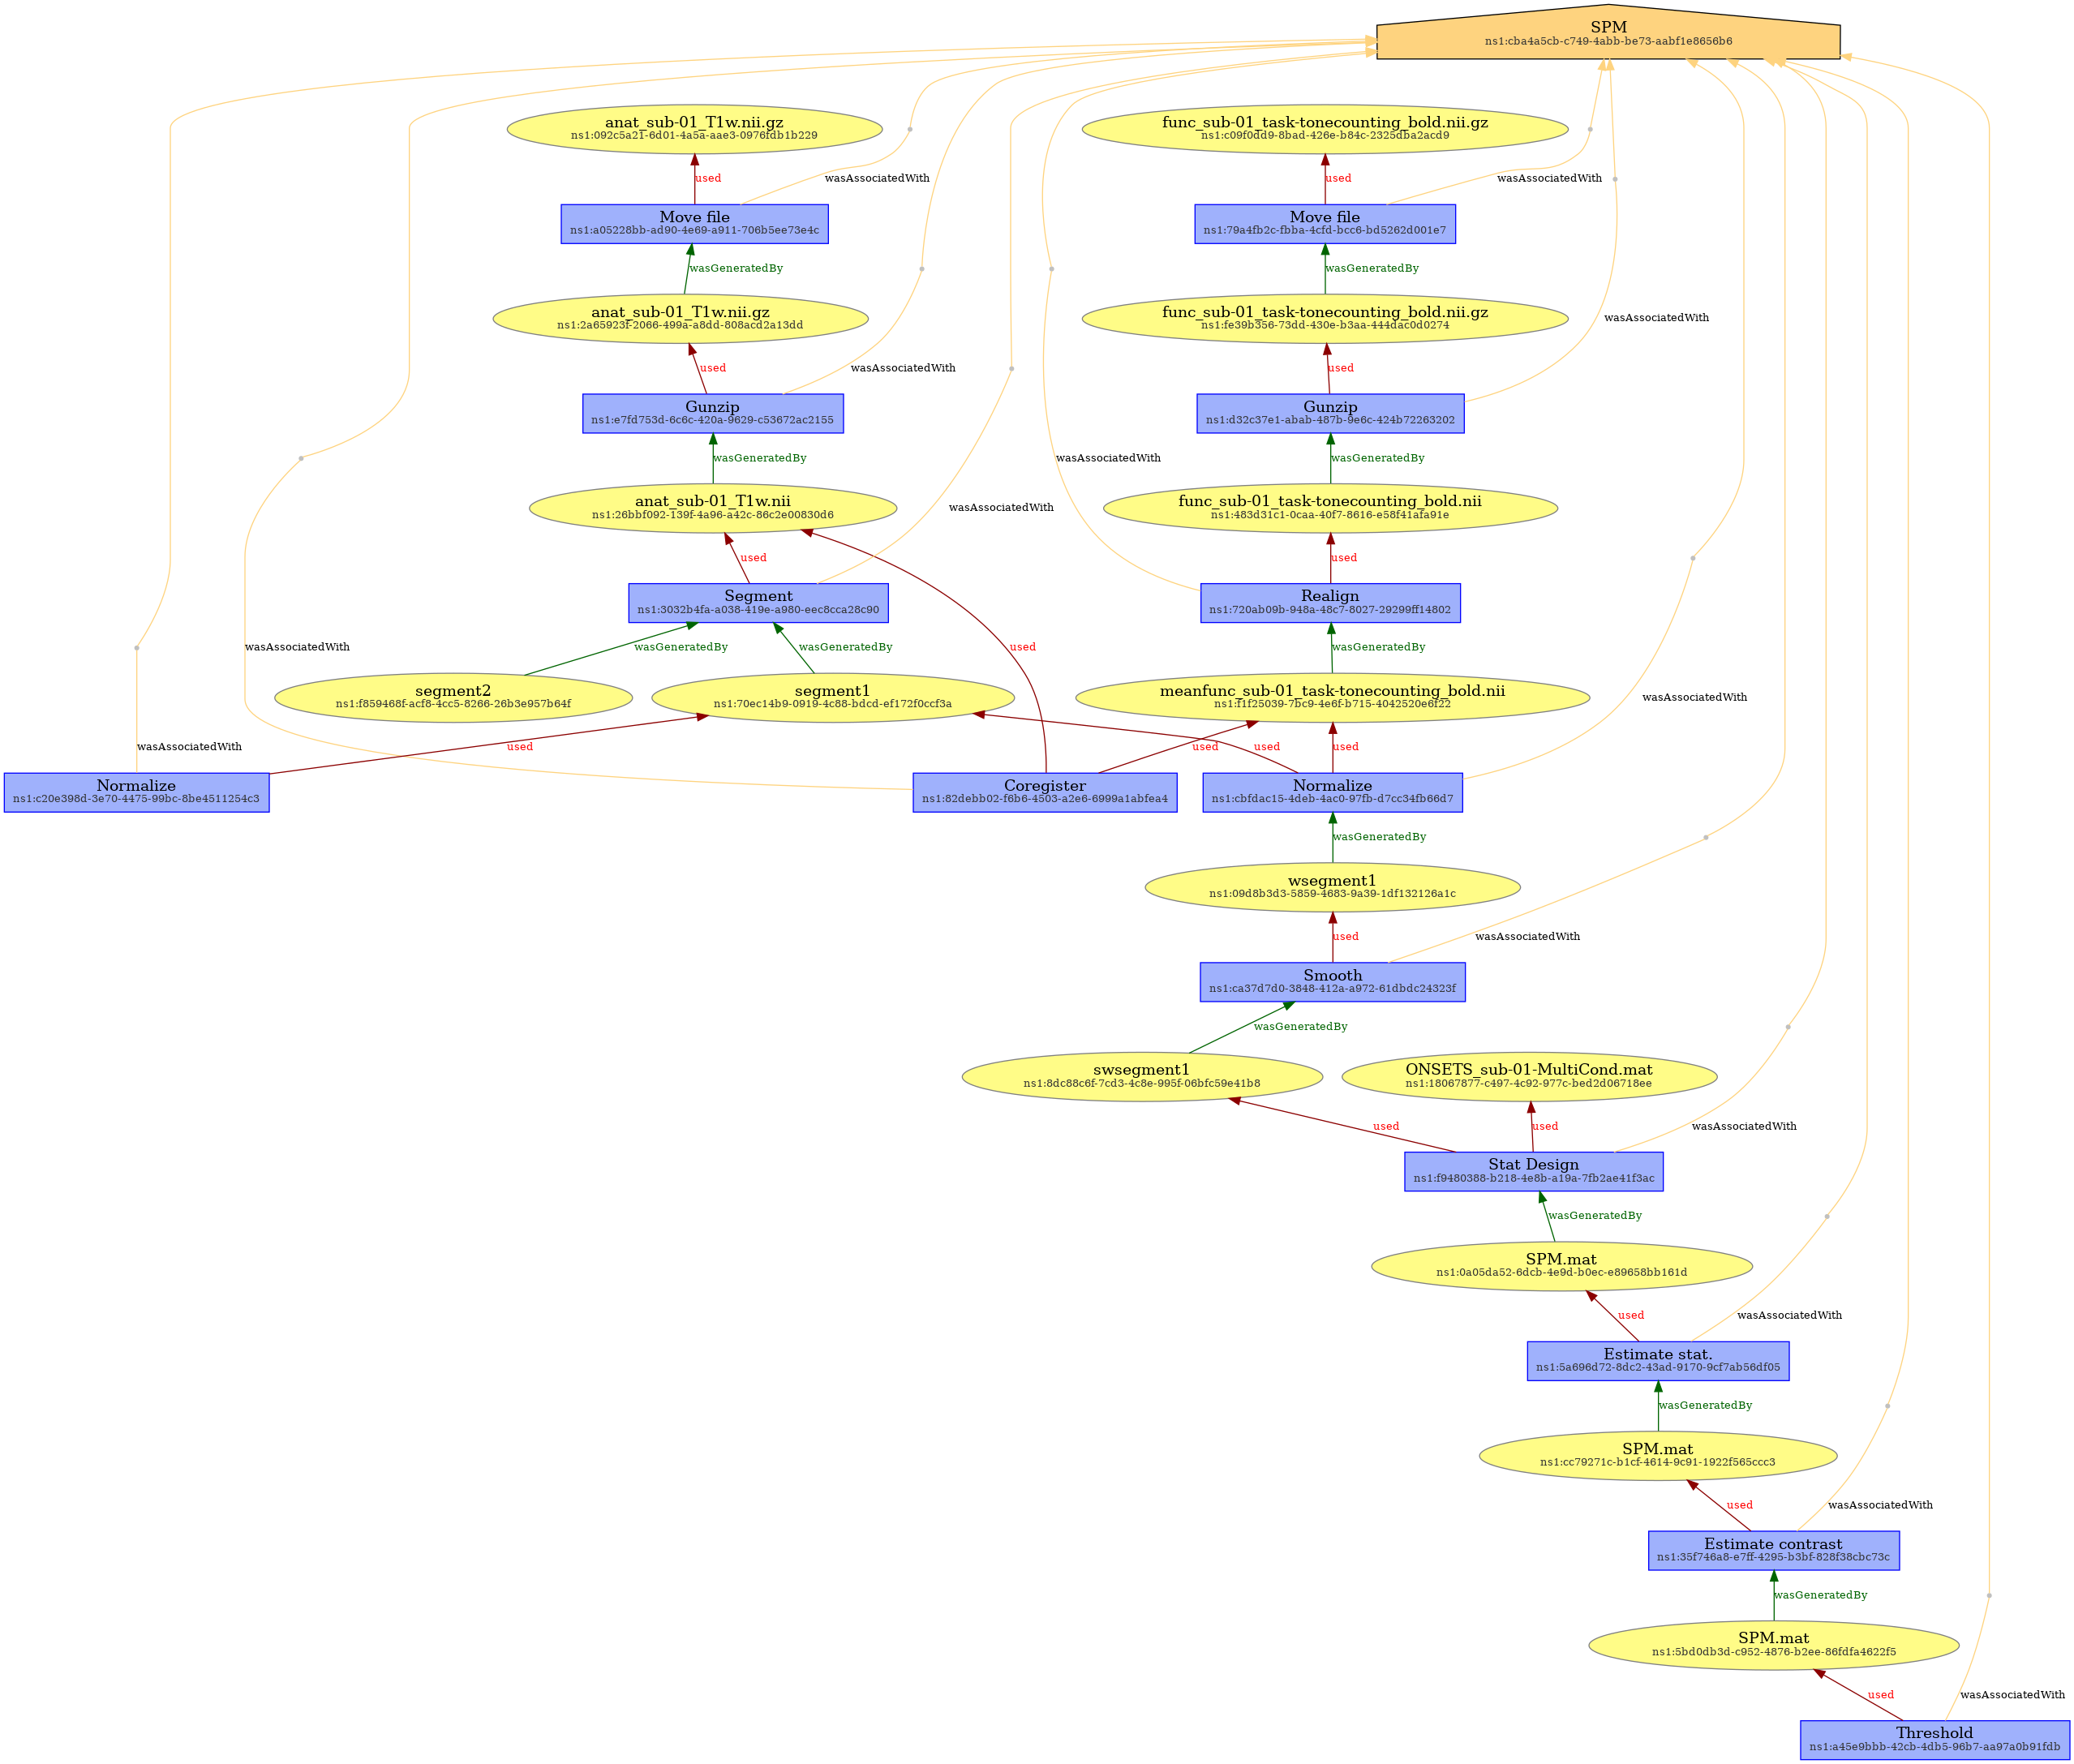 SPM
ns1:cba4a5cb-c749-4abb-be73-aabf1e8656b6
anat_sub-01_T1w.nii.gz
ns1:092c5a21-6d01-4a5a-aae3-0976fdb1b229
func_sub-01_task-tonecounting_bold.nii.gz
ns1:c09f0dd9-8bad-426e-b84c-2325dba2acd9
used
wasAssociatedWith
used
wasAssociatedWith
Move file
ns1:a05228bb-ad90-4e69-a911-706b5ee73e4c
Move file
ns1:79a4fb2c-fbba-4cfd-bcc6-bd5262d001e7
wasGeneratedBy
wasGeneratedBy
anat_sub-01_T1w.nii.gz
ns1:2a65923f-2066-499a-a8dd-808acd2a13dd
func_sub-01_task-tonecounting_bold.nii.gz
ns1:fe39b356-73dd-430e-b3aa-444dac0d0274
wasAssociatedWith
used
wasAssociatedWith
used
Gunzip
ns1:e7fd753d-6c6c-420a-9629-c53672ac2155
Gunzip
ns1:d32c37e1-abab-487b-9e6c-424b72263202
wasGeneratedBy
wasAssociatedWith
wasGeneratedBy
anat_sub-01_T1w.nii
ns1:26bbf092-139f-4a96-a42c-86c2e00830d6
wasAssociatedWith
func_sub-01_task-tonecounting_bold.nii
ns1:483d31c1-0caa-40f7-8616-e58f41afa91e
used
used
Segment
ns1:3032b4fa-a038-419e-a980-eec8cca28c90
Realign
ns1:720ab09b-948a-48c7-8027-29299ff14802
wasAssociatedWith
wasGeneratedBy
wasGeneratedBy
used
wasGeneratedBy
segment2
ns1:f859468f-acf8-4cc5-8266-26b3e957b64f
segment1
ns1:70ec14b9-0919-4c88-bdcd-ef172f0ccf3a
meanfunc_sub-01_task-tonecounting_bold.nii
ns1:f1f25039-7bc9-4e6f-b715-4042520e6f22
wasAssociatedWith
wasAssociatedWith
used
used
used
used
Normalize
ns1:c20e398d-3e70-4475-99bc-8be4511254c3
Coregister
ns1:82debb02-f6b6-4503-a2e6-6999a1abfea4
Normalize
ns1:cbfdac15-4deb-4ac0-97fb-d7cc34fb66d7
wasGeneratedBy
wsegment1
ns1:09d8b3d3-5859-4683-9a39-1df132126a1c
used
wasAssociatedWith
Smooth
ns1:ca37d7d0-3848-412a-a972-61dbdc24323f
wasGeneratedBy
swsegment1
ns1:8dc88c6f-7cd3-4c8e-995f-06bfc59e41b8
ONSETS_sub-01-MultiCond.mat
ns1:18067877-c497-4c92-977c-bed2d06718ee
used
used
wasAssociatedWith
Stat Design
ns1:f9480388-b218-4e8b-a19a-7fb2ae41f3ac
wasGeneratedBy
SPM.mat
ns1:0a05da52-6dcb-4e9d-b0ec-e89658bb161d
used
wasAssociatedWith
Estimate stat.
ns1:5a696d72-8dc2-43ad-9170-9cf7ab56df05
wasGeneratedBy
SPM.mat
ns1:cc79271c-b1cf-4614-9c91-1922f565ccc3
used
wasAssociatedWith
Estimate contrast
ns1:35f746a8-e7ff-4295-b3bf-828f38cbc73c
wasGeneratedBy
SPM.mat
ns1:5bd0db3d-c952-4876-b2ee-86fdfa4622f5
used
wasAssociatedWith
Threshold
ns1:a45e9bbb-42cb-4db5-96b7-aa97a0b91fdb